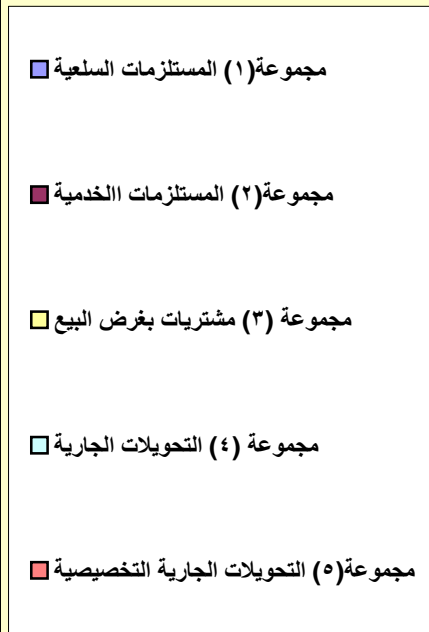 مجموعة(١) المستلزمات السلعية
مجموعة(٢) المستلزمات االخدمية
مجموعة (٣) مشتريات بغرض البيع
مجموعة (٤) التحويلات الجارية
مجموعة(٥) التحويلات الجارية التخصيصية